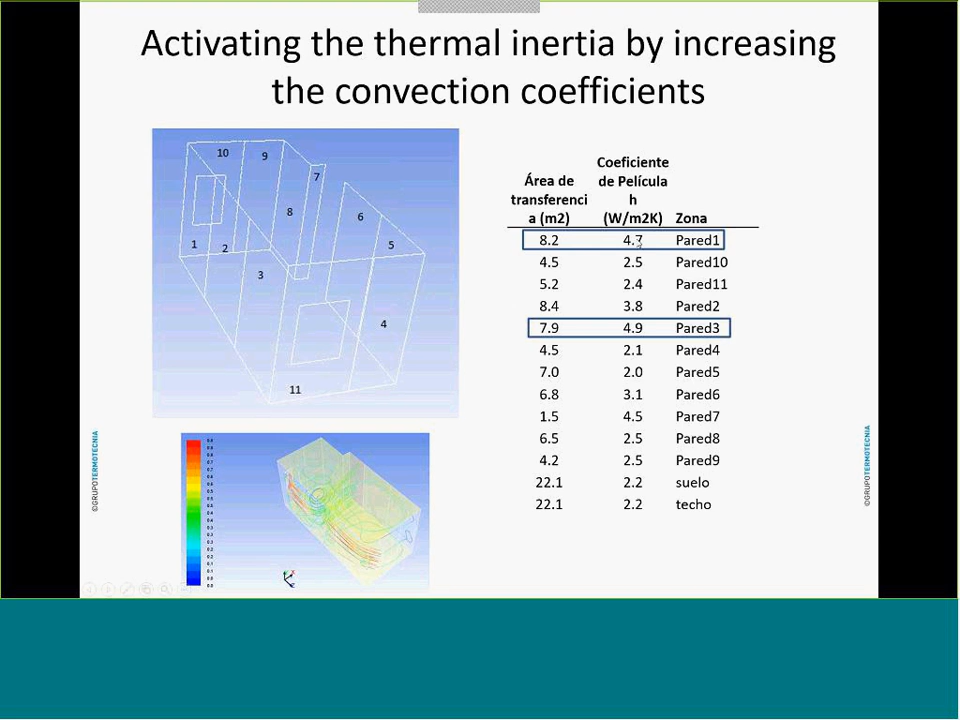 Activating the thermal inertia by increasing
the convection coefficients
10
9
7
8
6
1
2
5
3
4
11
Coeficiente
Área de de Película
transferenci h
a (m2) (W/m2K) Zona
8.2 4.7 Pared1
4.5 2.5 Pared10
5.2 2.4 Pared11
8.4 3.8 Pared2
7.9 4.9 Pared3
4.5 2.1 Pared4
7.0 2.0 Pared5
6.8 3.1 Pared6
1.5 4.5 Pared7
6.5 2.5 Pared8
4.2 2.5 Pared9
22.1 2.2 suelo
22.1 2.2 techo
©GRUPOTERMOTECNIA
©GRUPOTERMOTECNIA